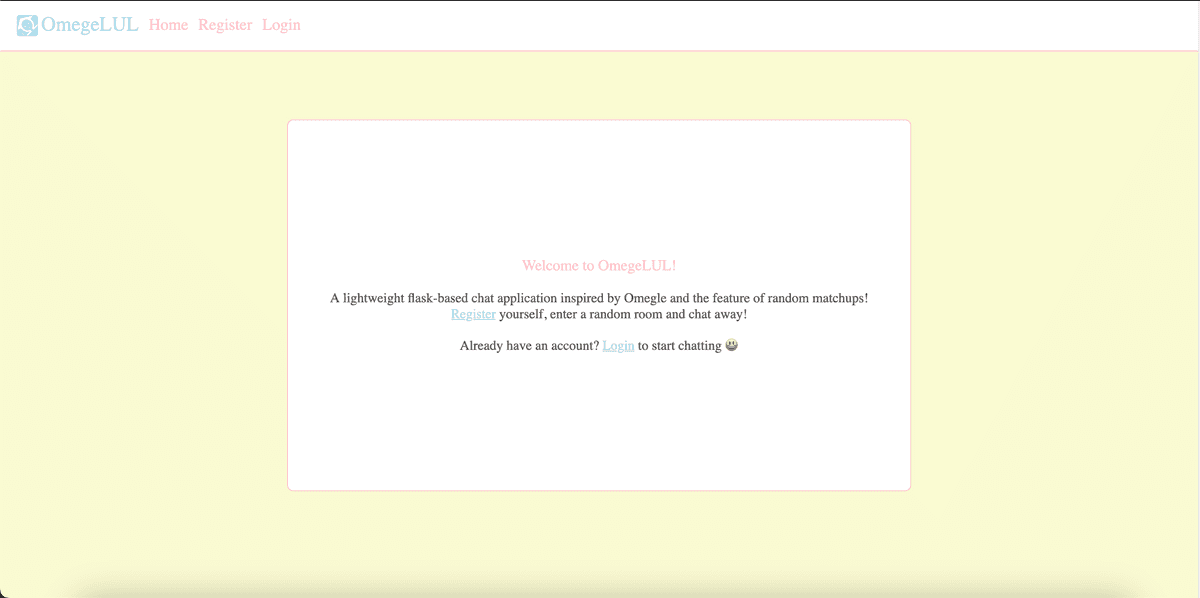 OmegeLUL Home Register Login
Welcome to OmegeLUL!
A lightweight flask-based chat application inspired by Omegle and the feature of random matchups!
Register yourself, enter a random room and chat away!
Already have an account? Login to start chatting 😃